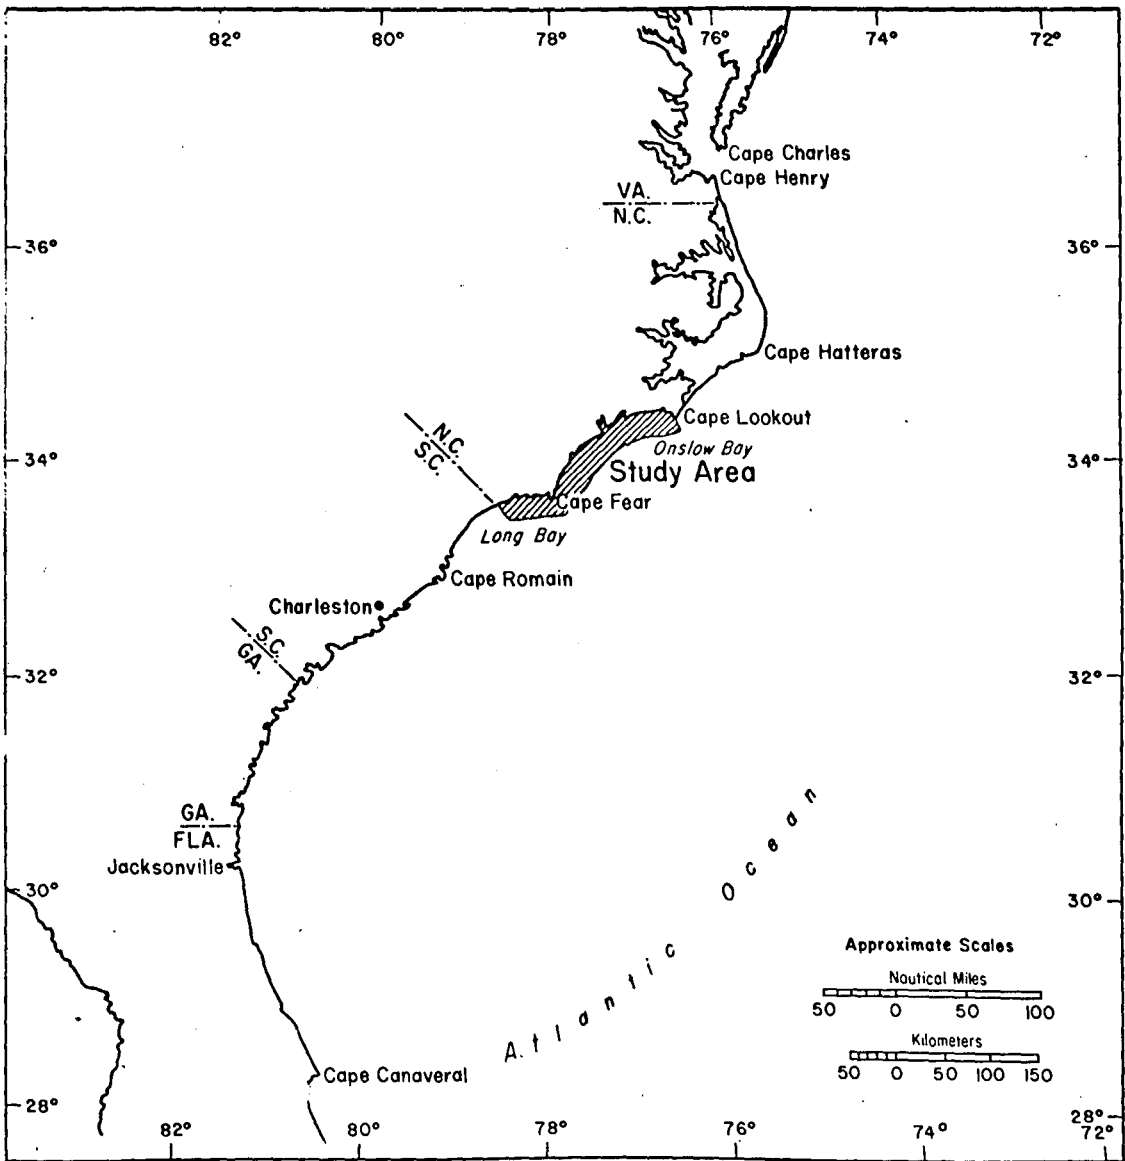 82° 80° 78° 76° 74° 72°
Cape Charles
Cape Henry
VA.
N.C.
36° 36°
Cape Hatteras
Cape Lookout
N.C.
S.C.
Onslow Bay
34° 34°
Study Area
Cape Fear
Long Bay
Cape Romain
Charleston
S.C.
GA.
32° 32°
GA.
FLA.
Jacksonville
30° 30°
Atlantic Ocean
Approximate Scales
Nautical Miles
50 0 50 100
Kilometers
50 0 50 100 150
Cape Canaveral
28° 28°
82° 80° 78° 76° 74° 72°